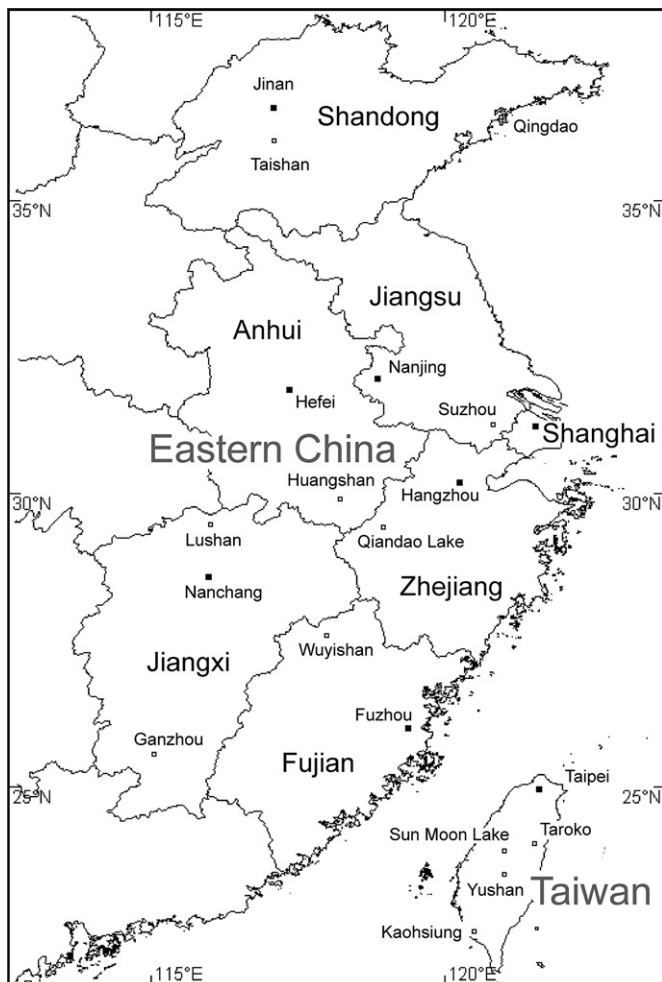 115°E 120°E
Jinan
Shandong
Qingdao
Taishan
35°N 35°N
Jiangsu
Anhui
Nanjing
Hefei
Suzhou
Shanghai
Eastern China
Huangshan
Hangzhou
30°N 30°N
Lushan
Qiandao Lake
Nanchang
Zhejiang
Wuyishan
Jiangxi
Fuzhou
Ganzhou
Fujian
Taipei
25°N 25°N
Sun Moon Lake Taroko
Yushan
Taiwan
Kaohsiung
115°E 120°E